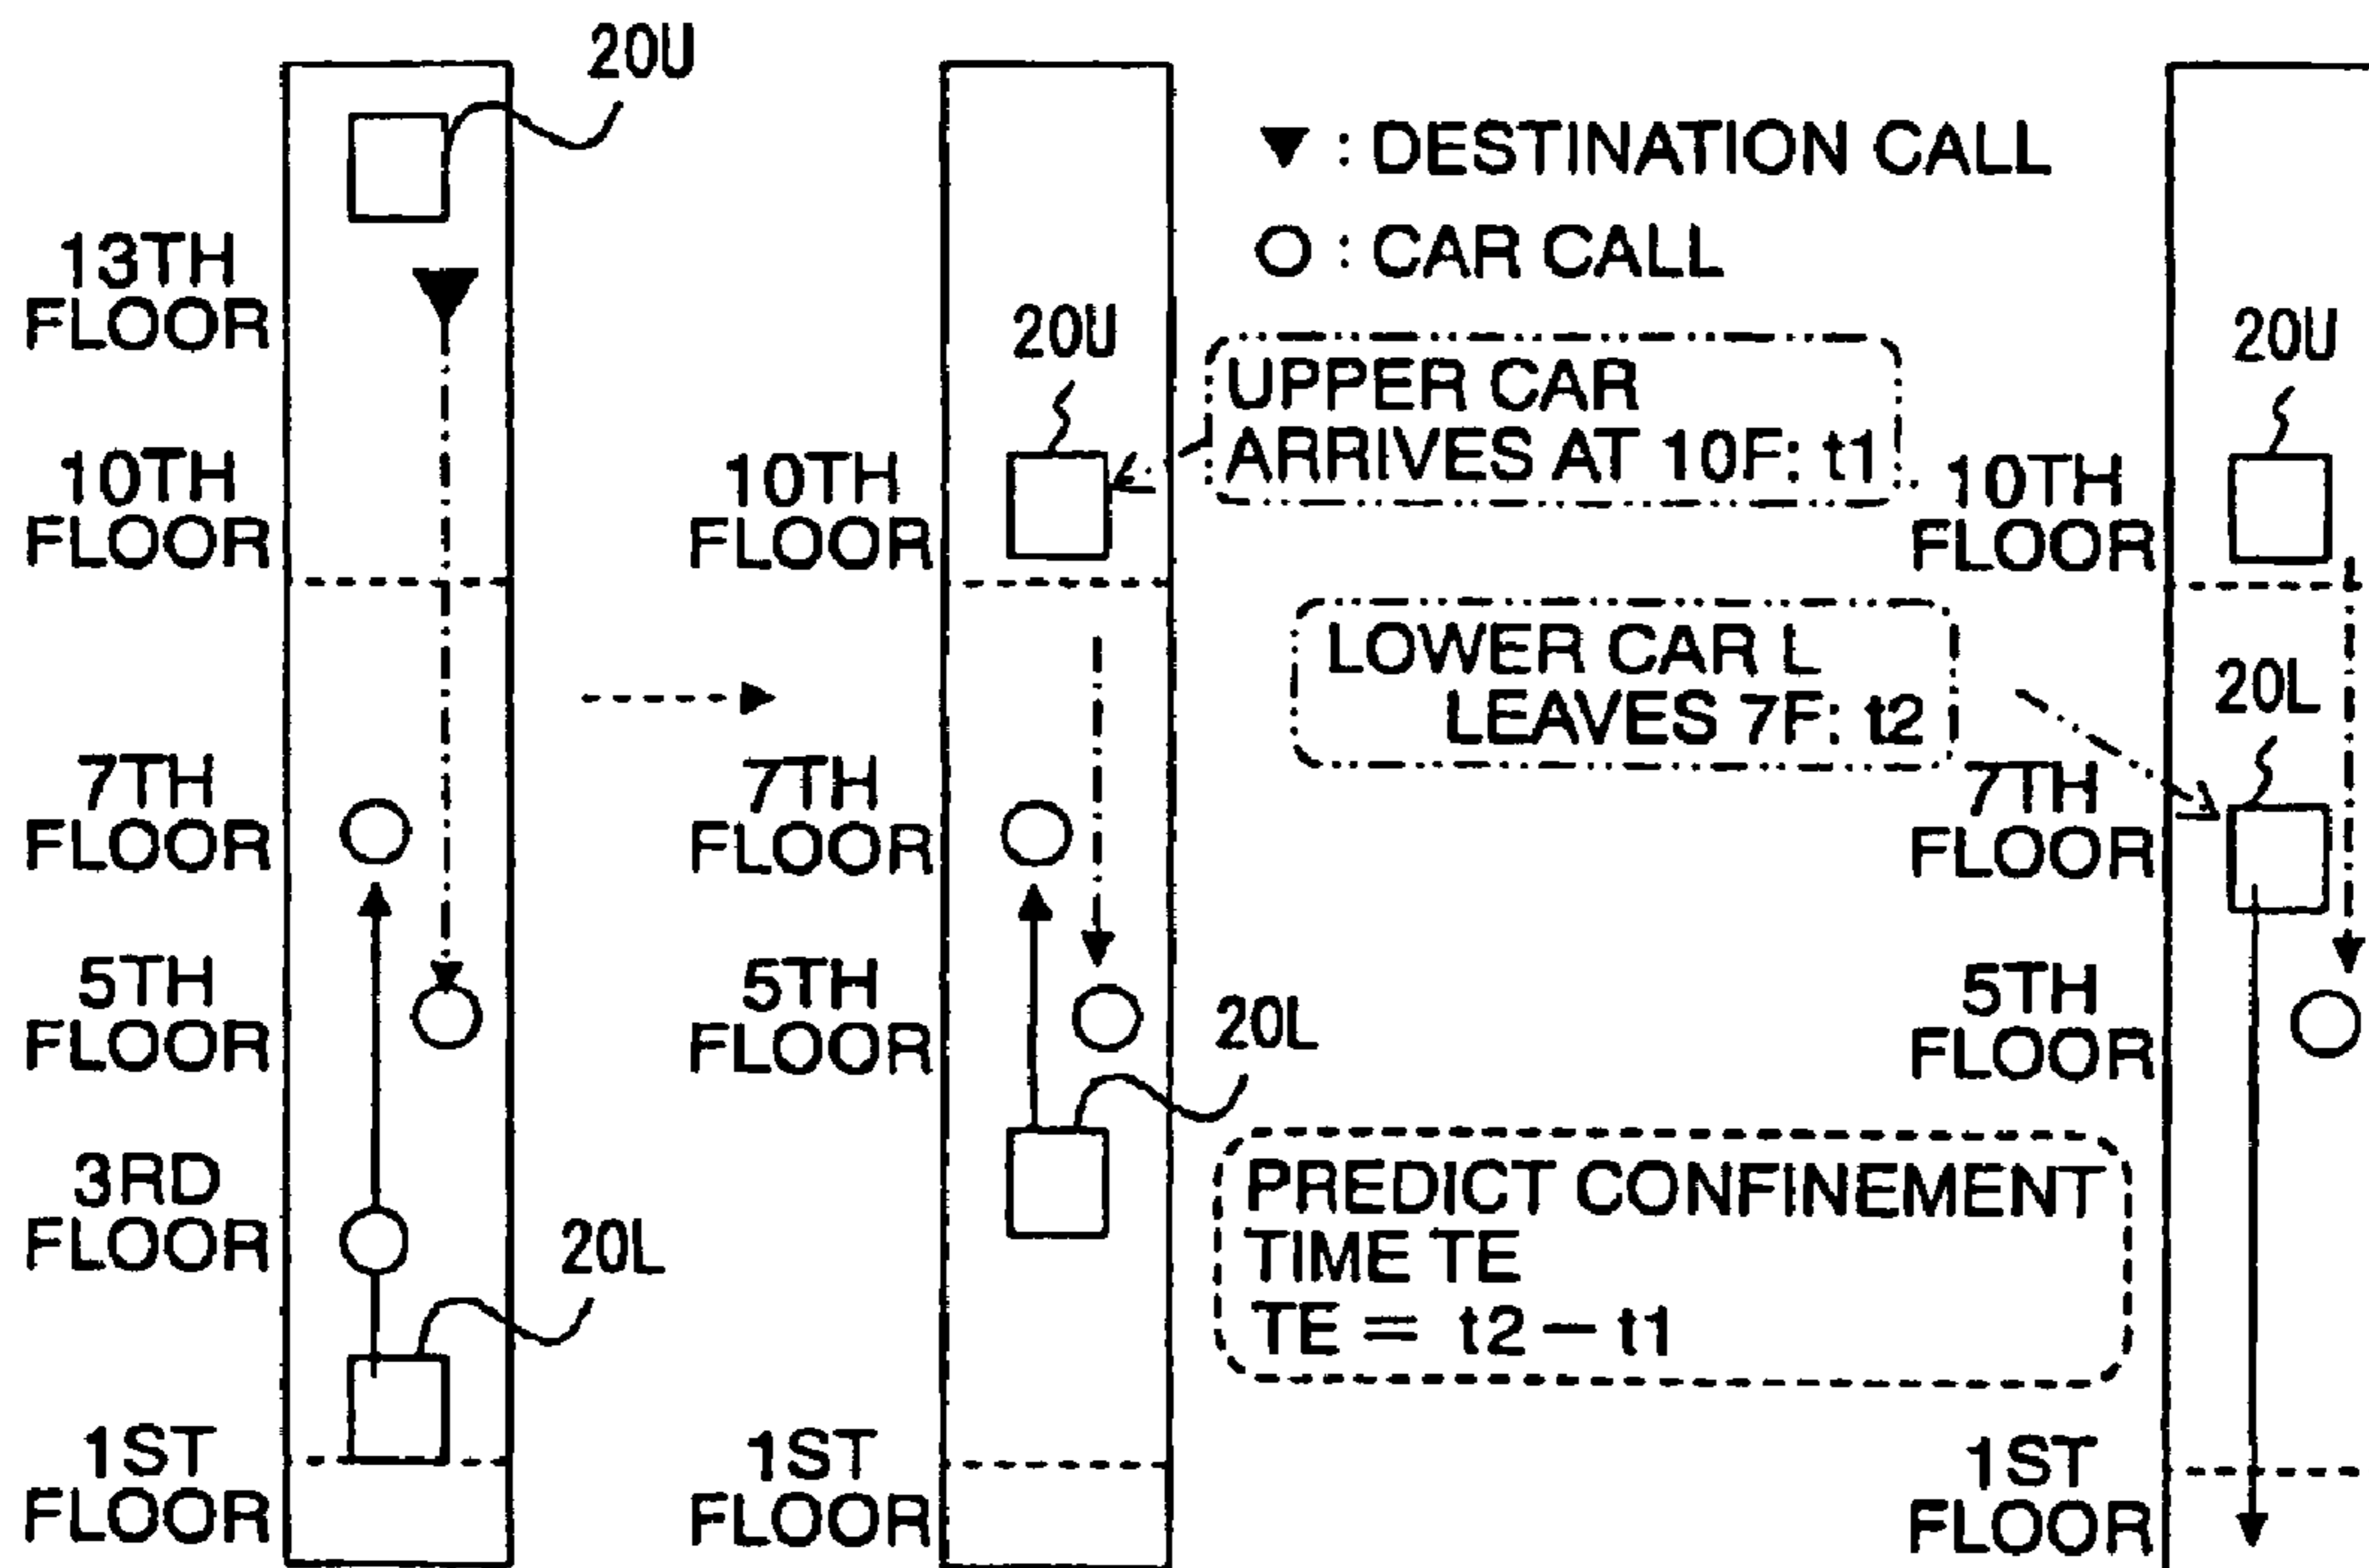 20U
13TH
FLOOR
10TH
FLOOR
7TH
FLOOR
5TH
FLOOR
3RD
FLOOR
20L
1ST
FLOOR
20U
10TH
FLOOR
7TH
FLOOR
5TH
FLOOR
20L
1ST
FLOOR
▼ : DESTINATION CALL
○ : CAR CALL
UPPER CAR
ARRIVES AT 10F: t1
LOWER CAR L
LEAVES 7F: t2
PREDICT CONFINEMENT
TIME TE
TE = t2 − t1
20U
10TH
FLOOR
20L
7TH
FLOOR
5TH
FLOOR
1ST
FLOOR